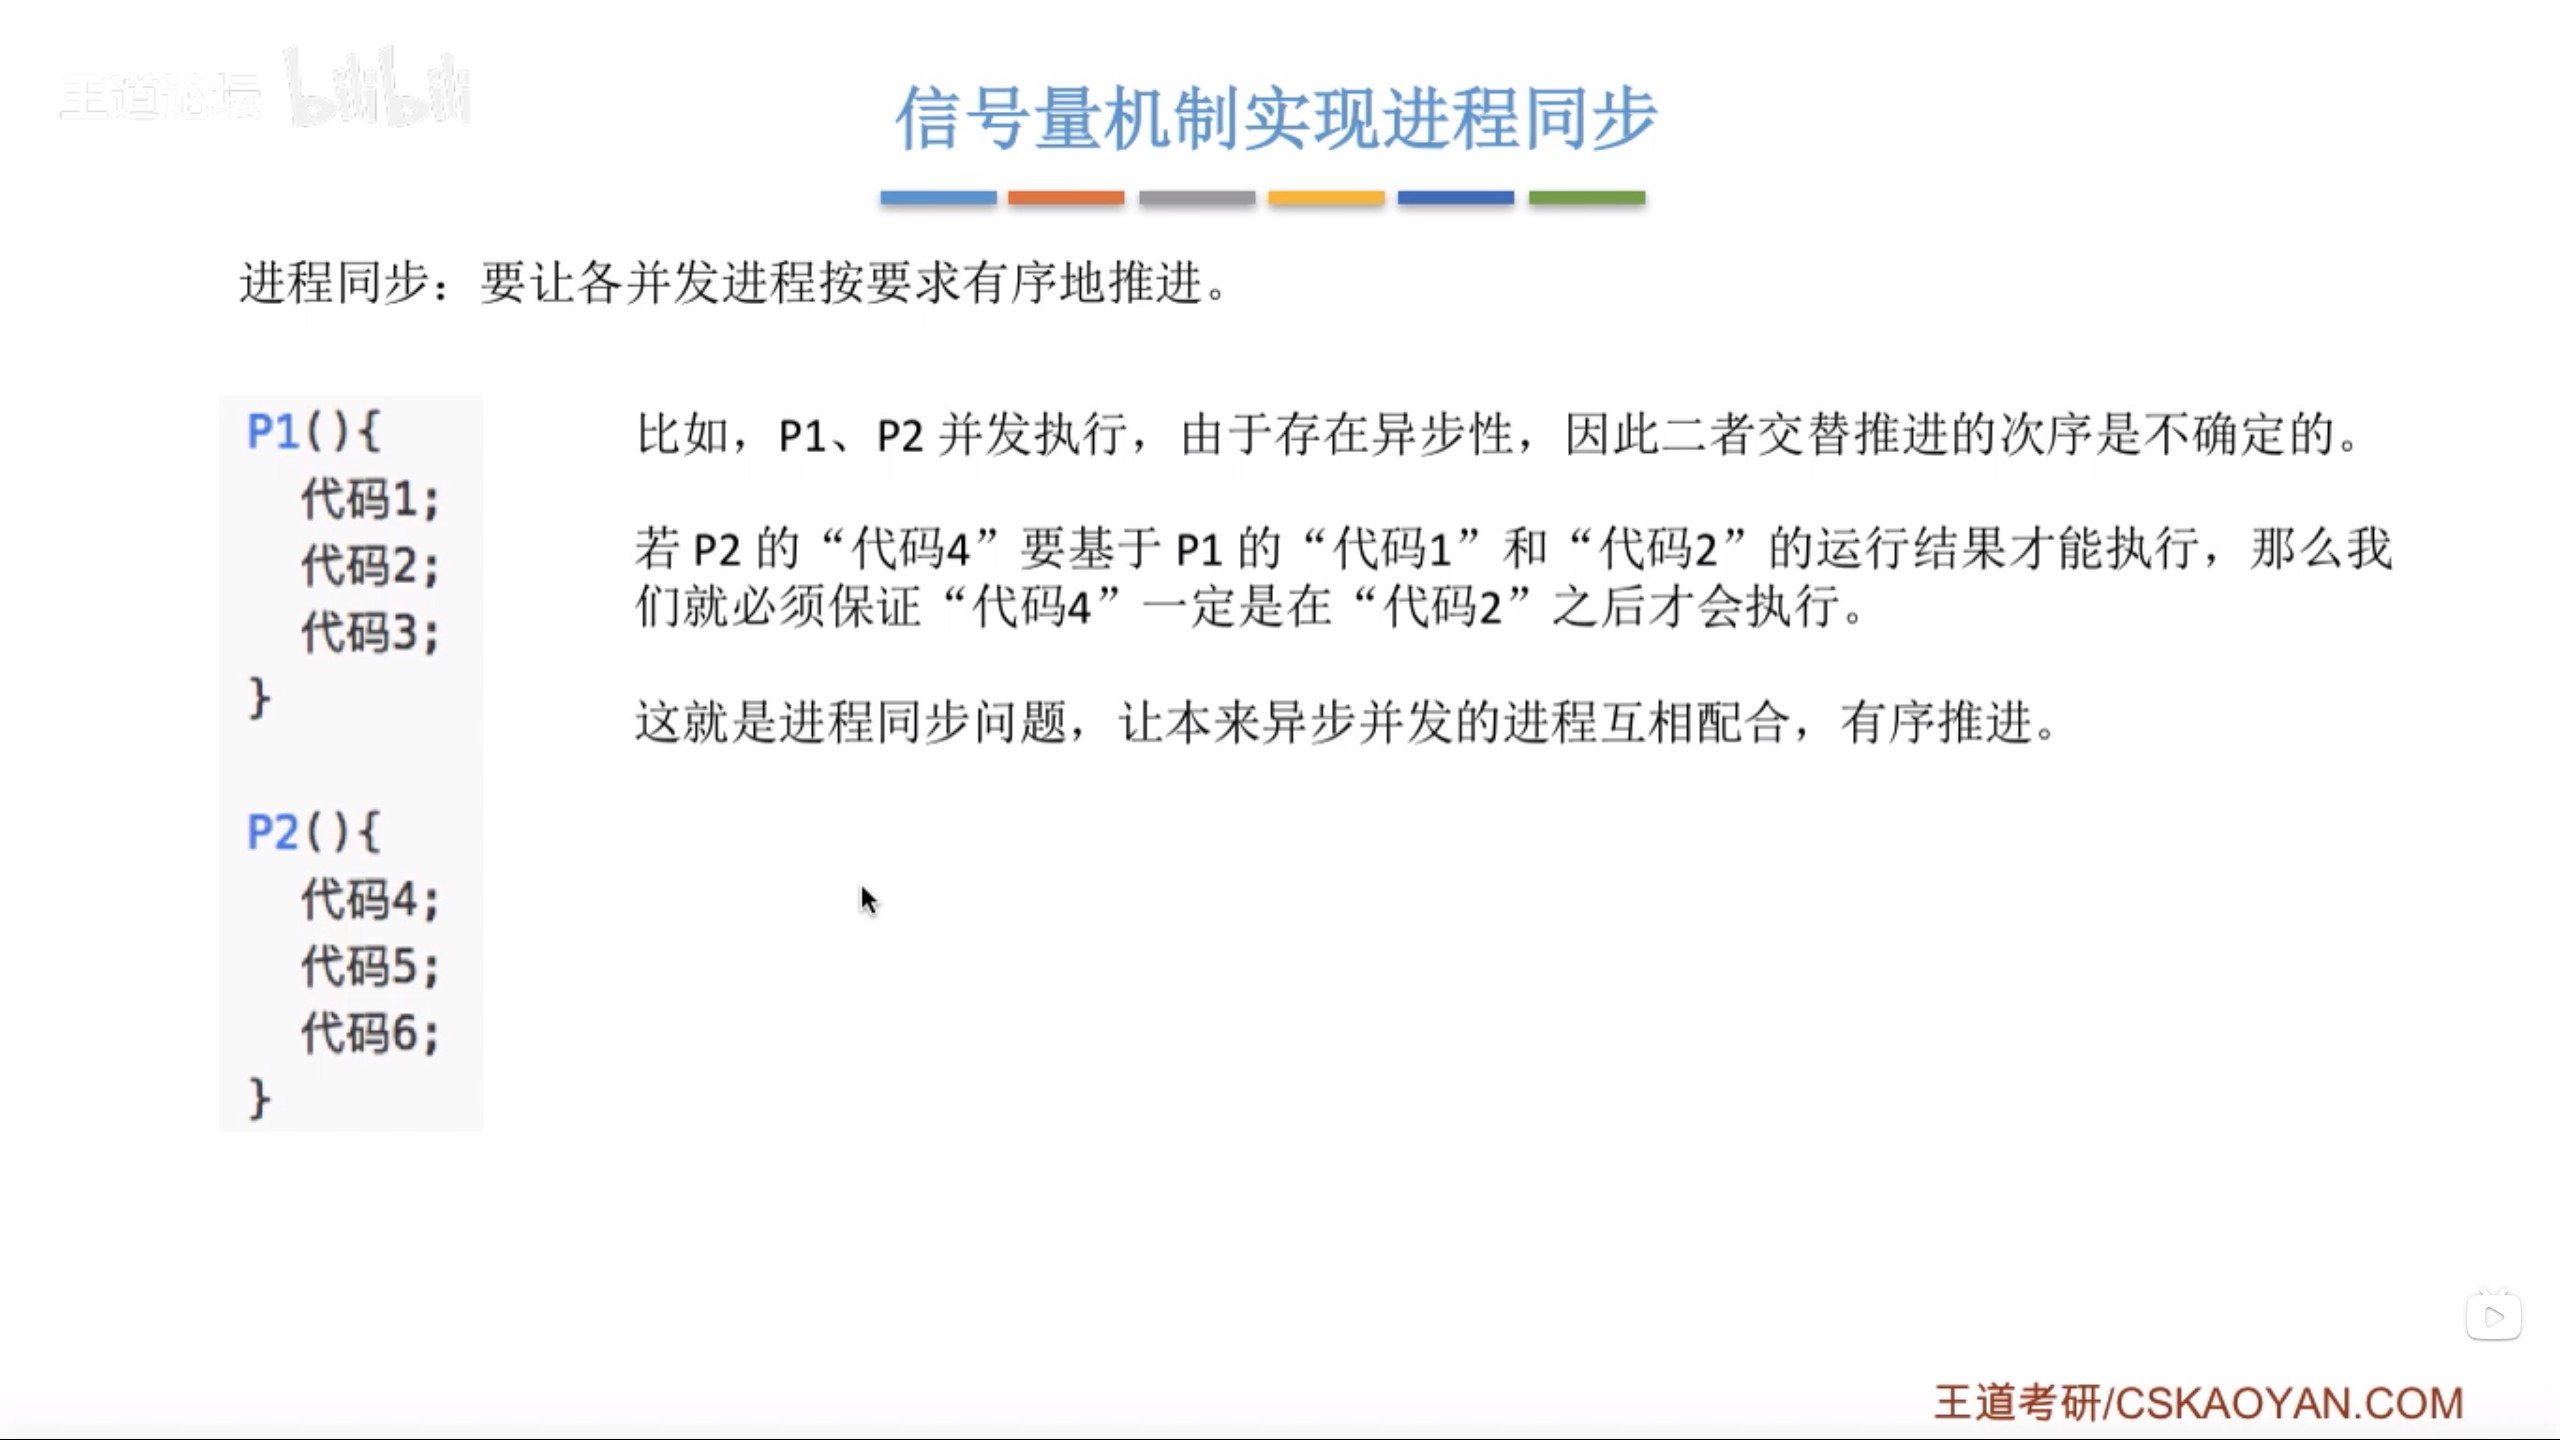 王道论坛 bilibili
信号量机制实现进程同步
进程同步：要让各并发进程按要求有序地推进。
P1(){
代码1;
代码2;
代码3;
}
P2(){
代码4;
代码5;
代码6;
}
比如，P1、P2 并发执行，由于存在异步性，因此二者交替推进的次序是不确定的。
若 P2 的“代码4”要基于 P1 的“代码1”和“代码2”的运行结果才能执行，那么我
们就必须保证“代码4”一定是在“代码2”之后才会执行。
这就是进程同步问题，让本来异步并发的进程互相配合，有序推进。
王道考研/CSKAOYAN.COM